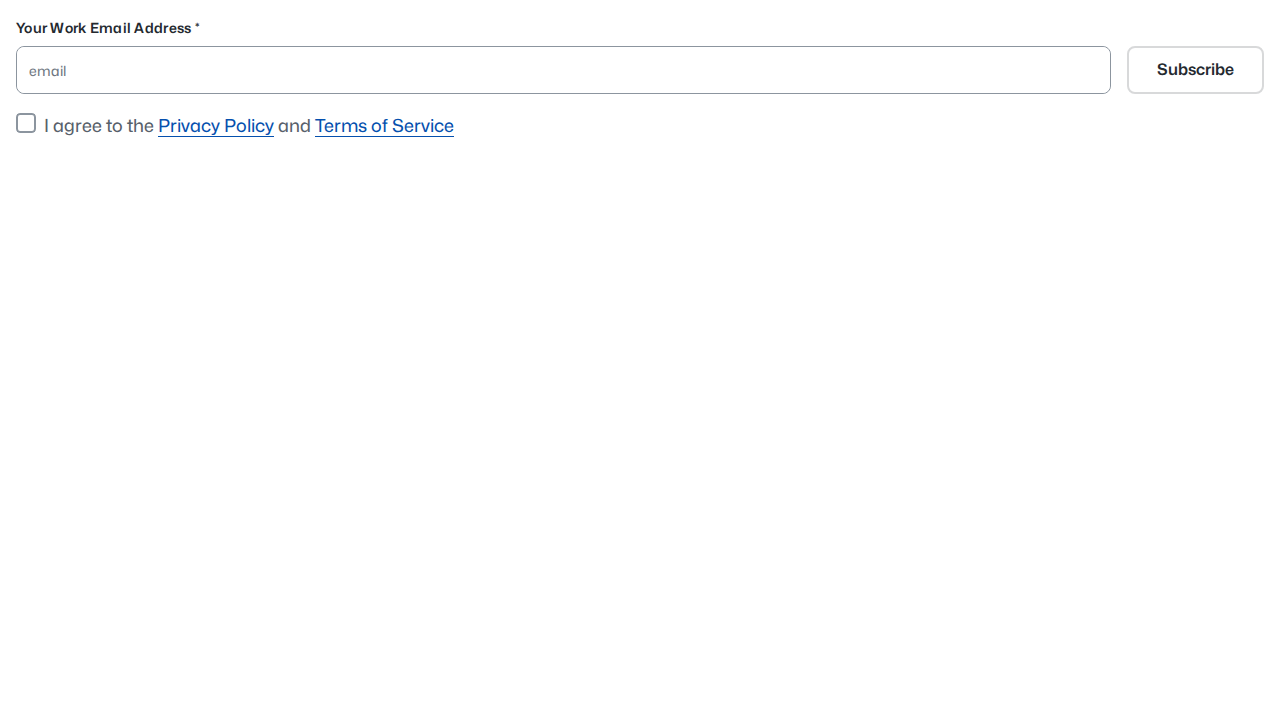 Your Work Email Address *
email
Subscribe
I agree to the Privacy Policy and Terms of Service